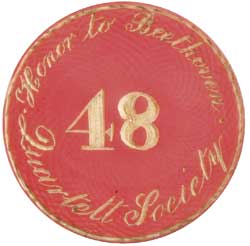 Honor to Beethoven.
48
Quartett Society